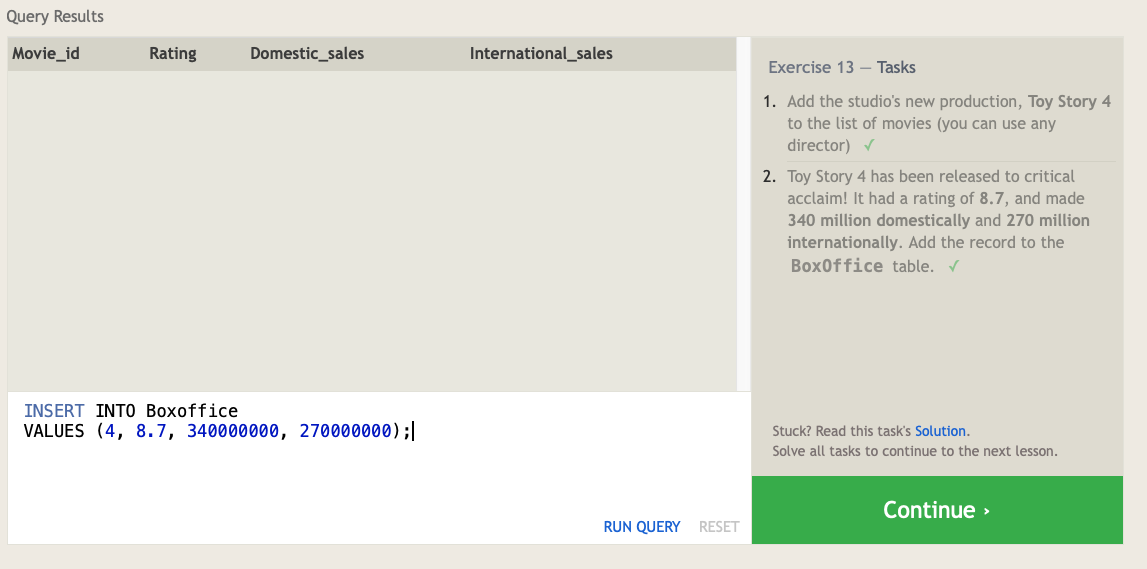 Query Results
Movie_id Rating Domestic_sales International_sales
INSERT INTO Boxoffice
VALUES (4, 8.7, 340000000, 270000000);
RUN QUERY RESET
Exercise 13 — Tasks
1. Add the studio's new production, Toy Story 4
to the list of movies (you can use any
director) ✓
2. Toy Story 4 has been released to critical
acclaim! It had a rating of 8.7, and made
340 million domestically and 270 million
internationally. Add the record to the
BoxOffice table. ✓
Stuck? Read this task's Solution.
Solve all tasks to continue to the next lesson.
Continue ›